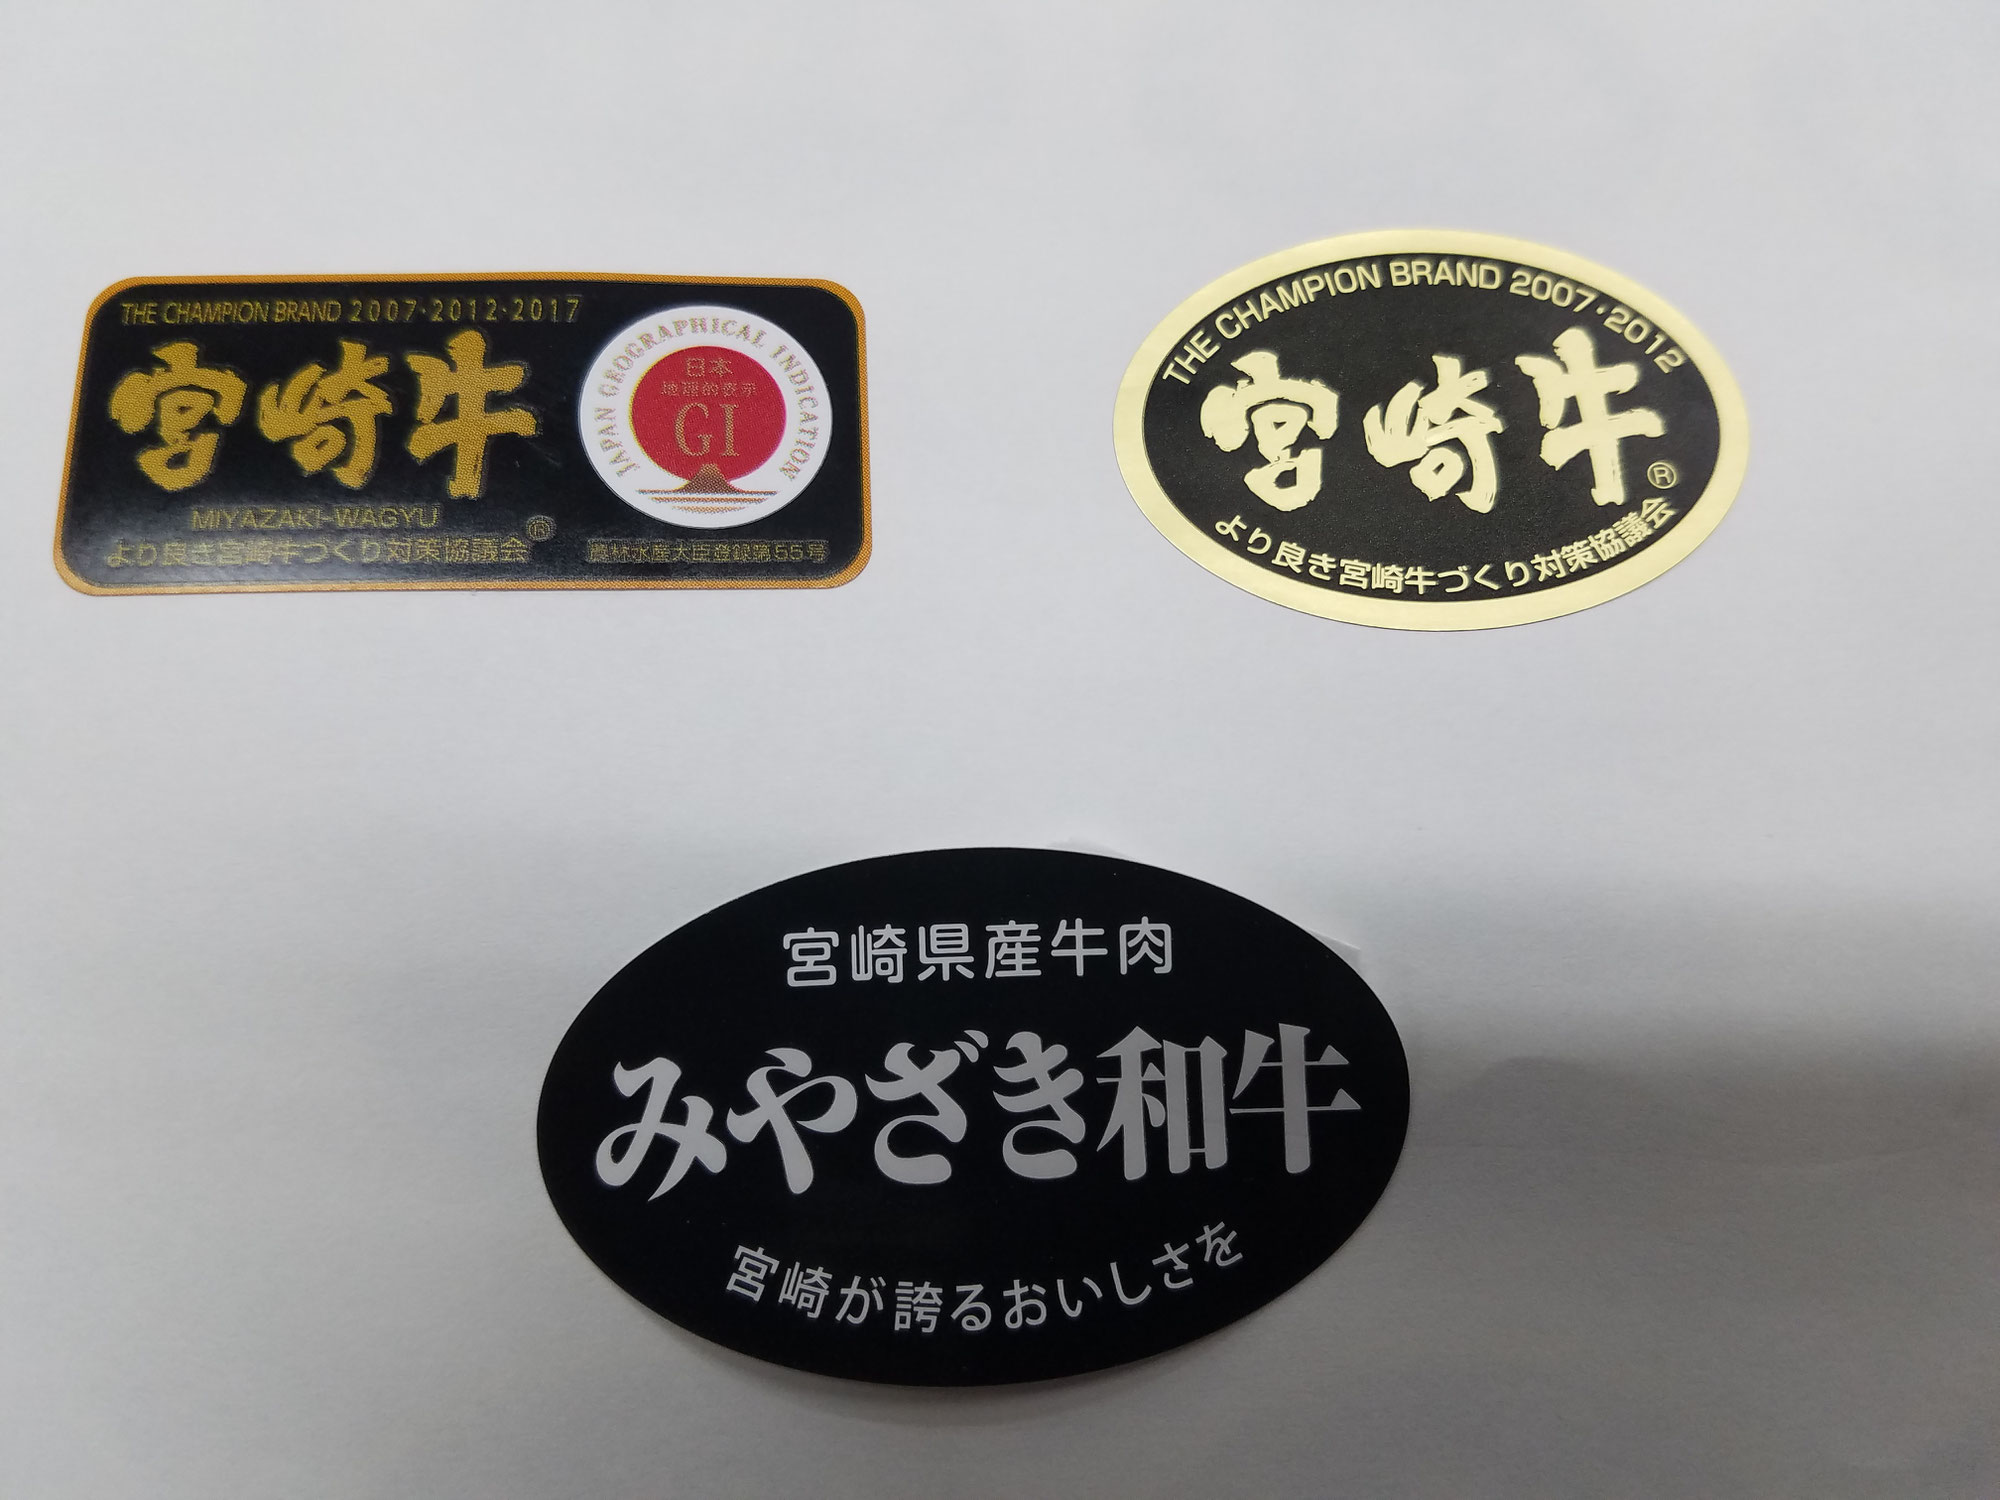 THE CHAMPION BRAND 2007·2012·2017
宮崎牛
MIYAZAKI-WAGYU
より良き宮崎牛づくり対策協議会®
JAPAN GEOGRAPHICAL INDICATION
日本
地理的表示
GI
農林水産大臣登録第55号
THE CHAMPION BRAND 2007·2012
宮崎牛®
より良き宮崎牛づくり対策協議会
宮崎県産牛肉
みやざき和牛
宮崎が誇るおいしさを